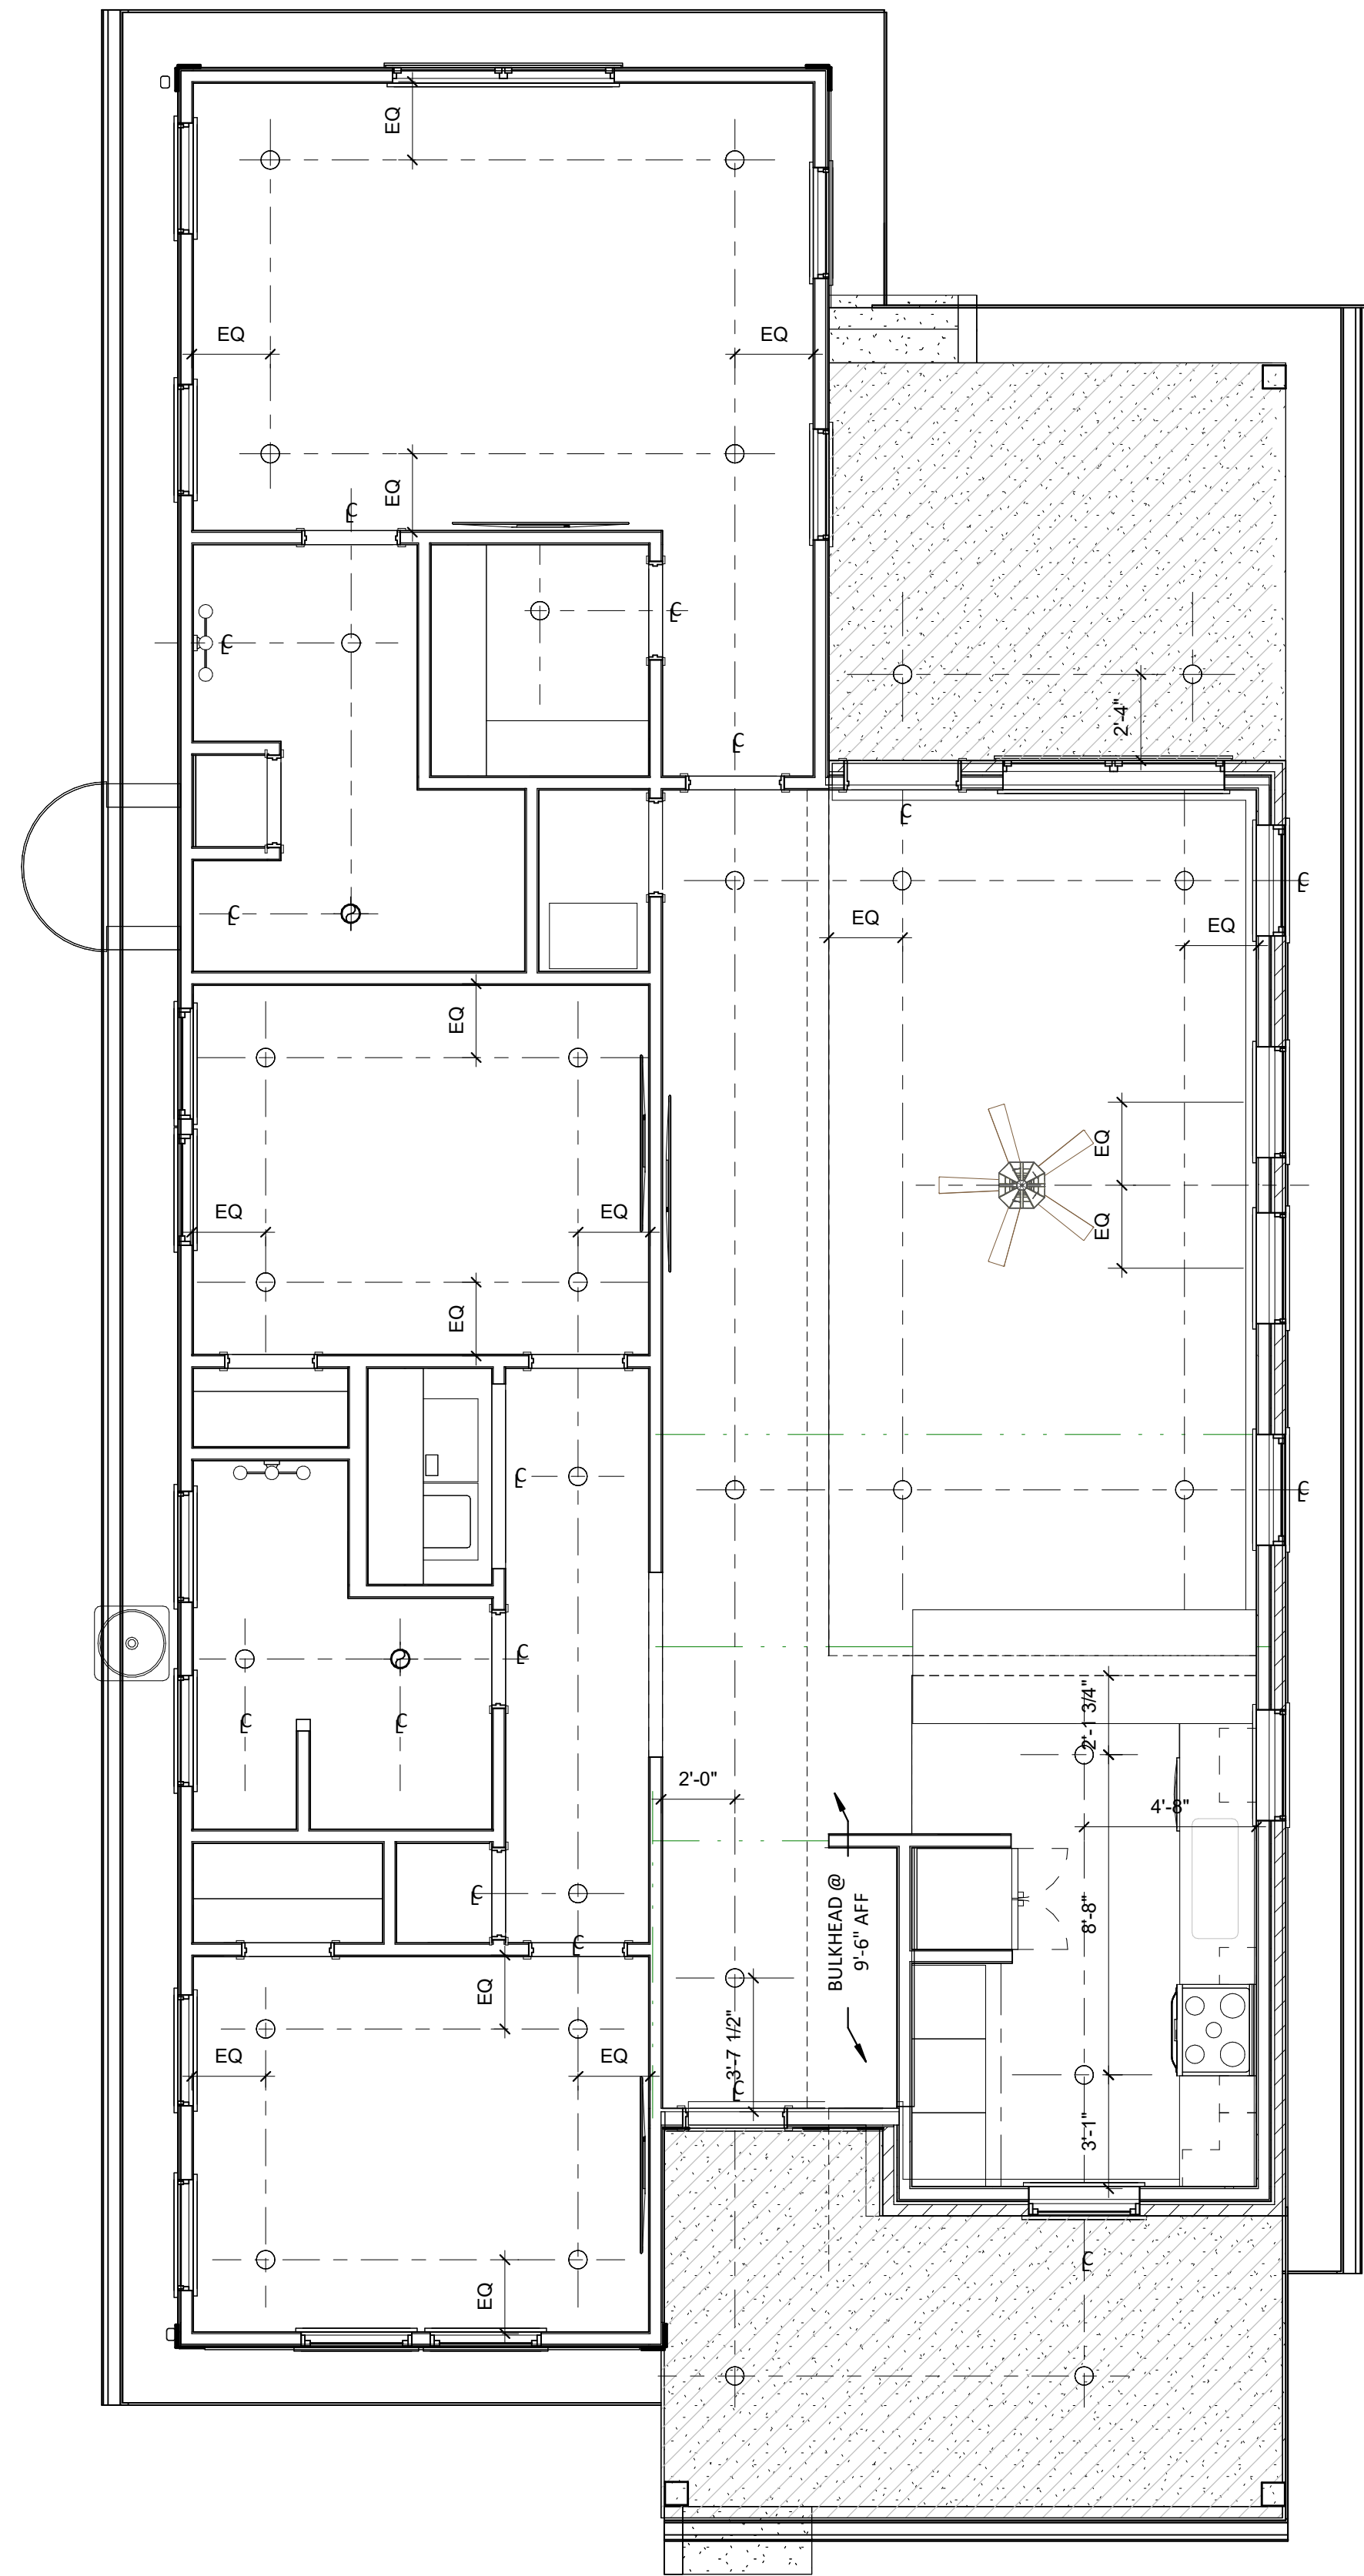 EQ
EQ
EQ
EQ
℄
℄
℄
2'-4"
℄
℄
EQ
℄
℄
EQ
EQ
EQ
EQ
EQ
EQ
EQ
EQ
℄
℄
℄
℄
℄
2'-1 3/4"
2'-0"
4'-8"
BULKHEAD @
9'-6" AFF
8'-8"
℄
℄
EQ
EQ
EQ
3'-7 1/2"
℄
3'-1"
℄
EQ